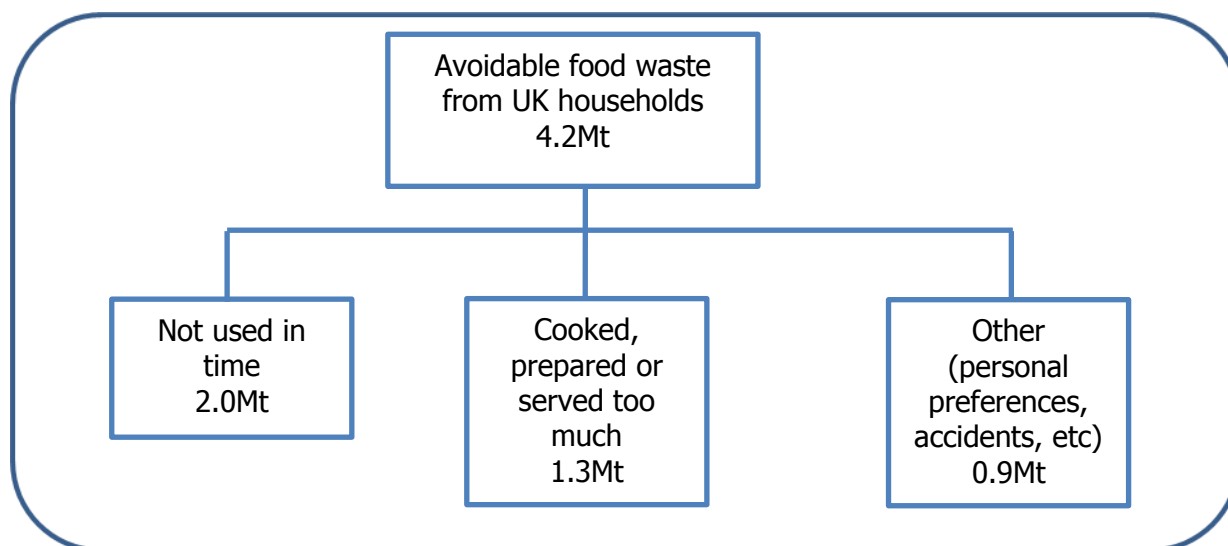 Avoidable food waste
from UK households
4.2Mt
Not used in
time
2.0Mt
Cooked,
prepared or
served too
much
1.3Mt
Other
(personal
preferences,
accidents, etc)
0.9Mt